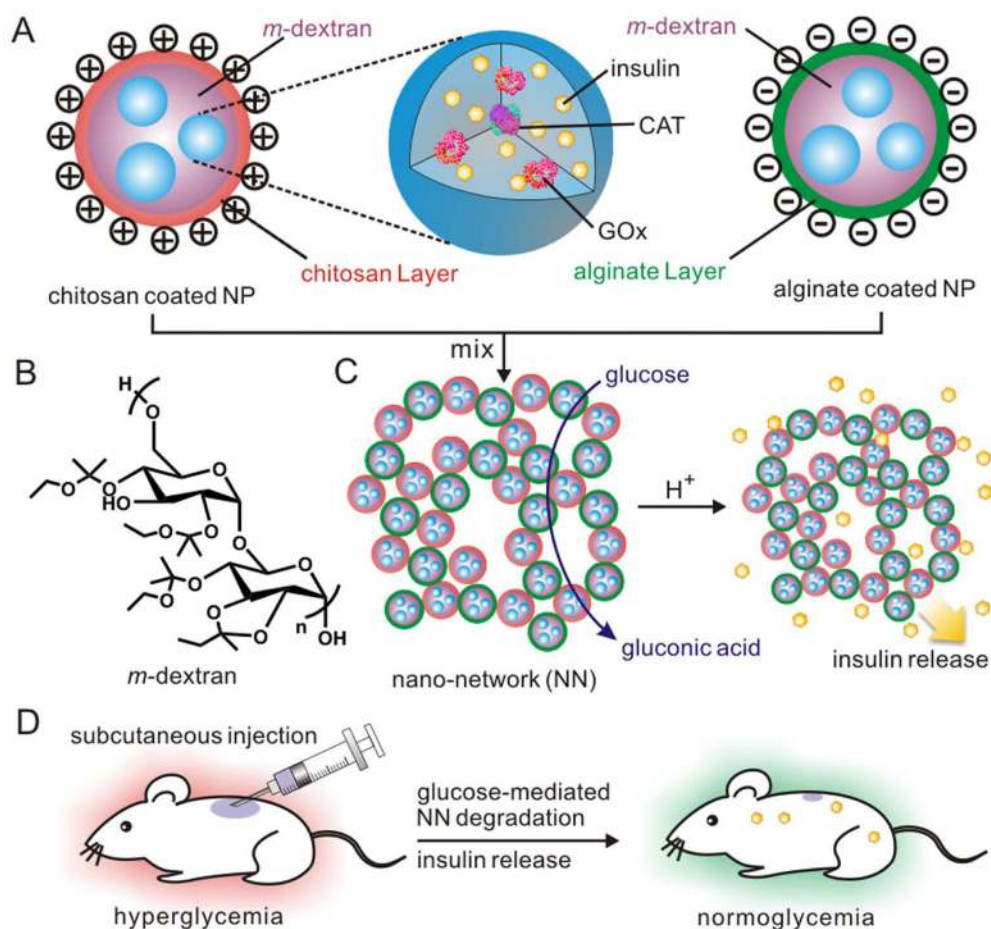 A
m-dextran
insulin
CAT
GOx
m-dextran
chitosan Layer
alginate Layer
chitosan coated NP
alginate coated NP
mix
B
H
O
O
O
O
HO
O
O
O
O
O
O
O
O
O
O
n
OH
m-dextran
C
glucose
gluconic acid
nano-network (NN)
H+
insulin release
D
subcutaneous injection
hyperglycemia
glucose-mediated
NN degradation
insulin release
normoglycemia